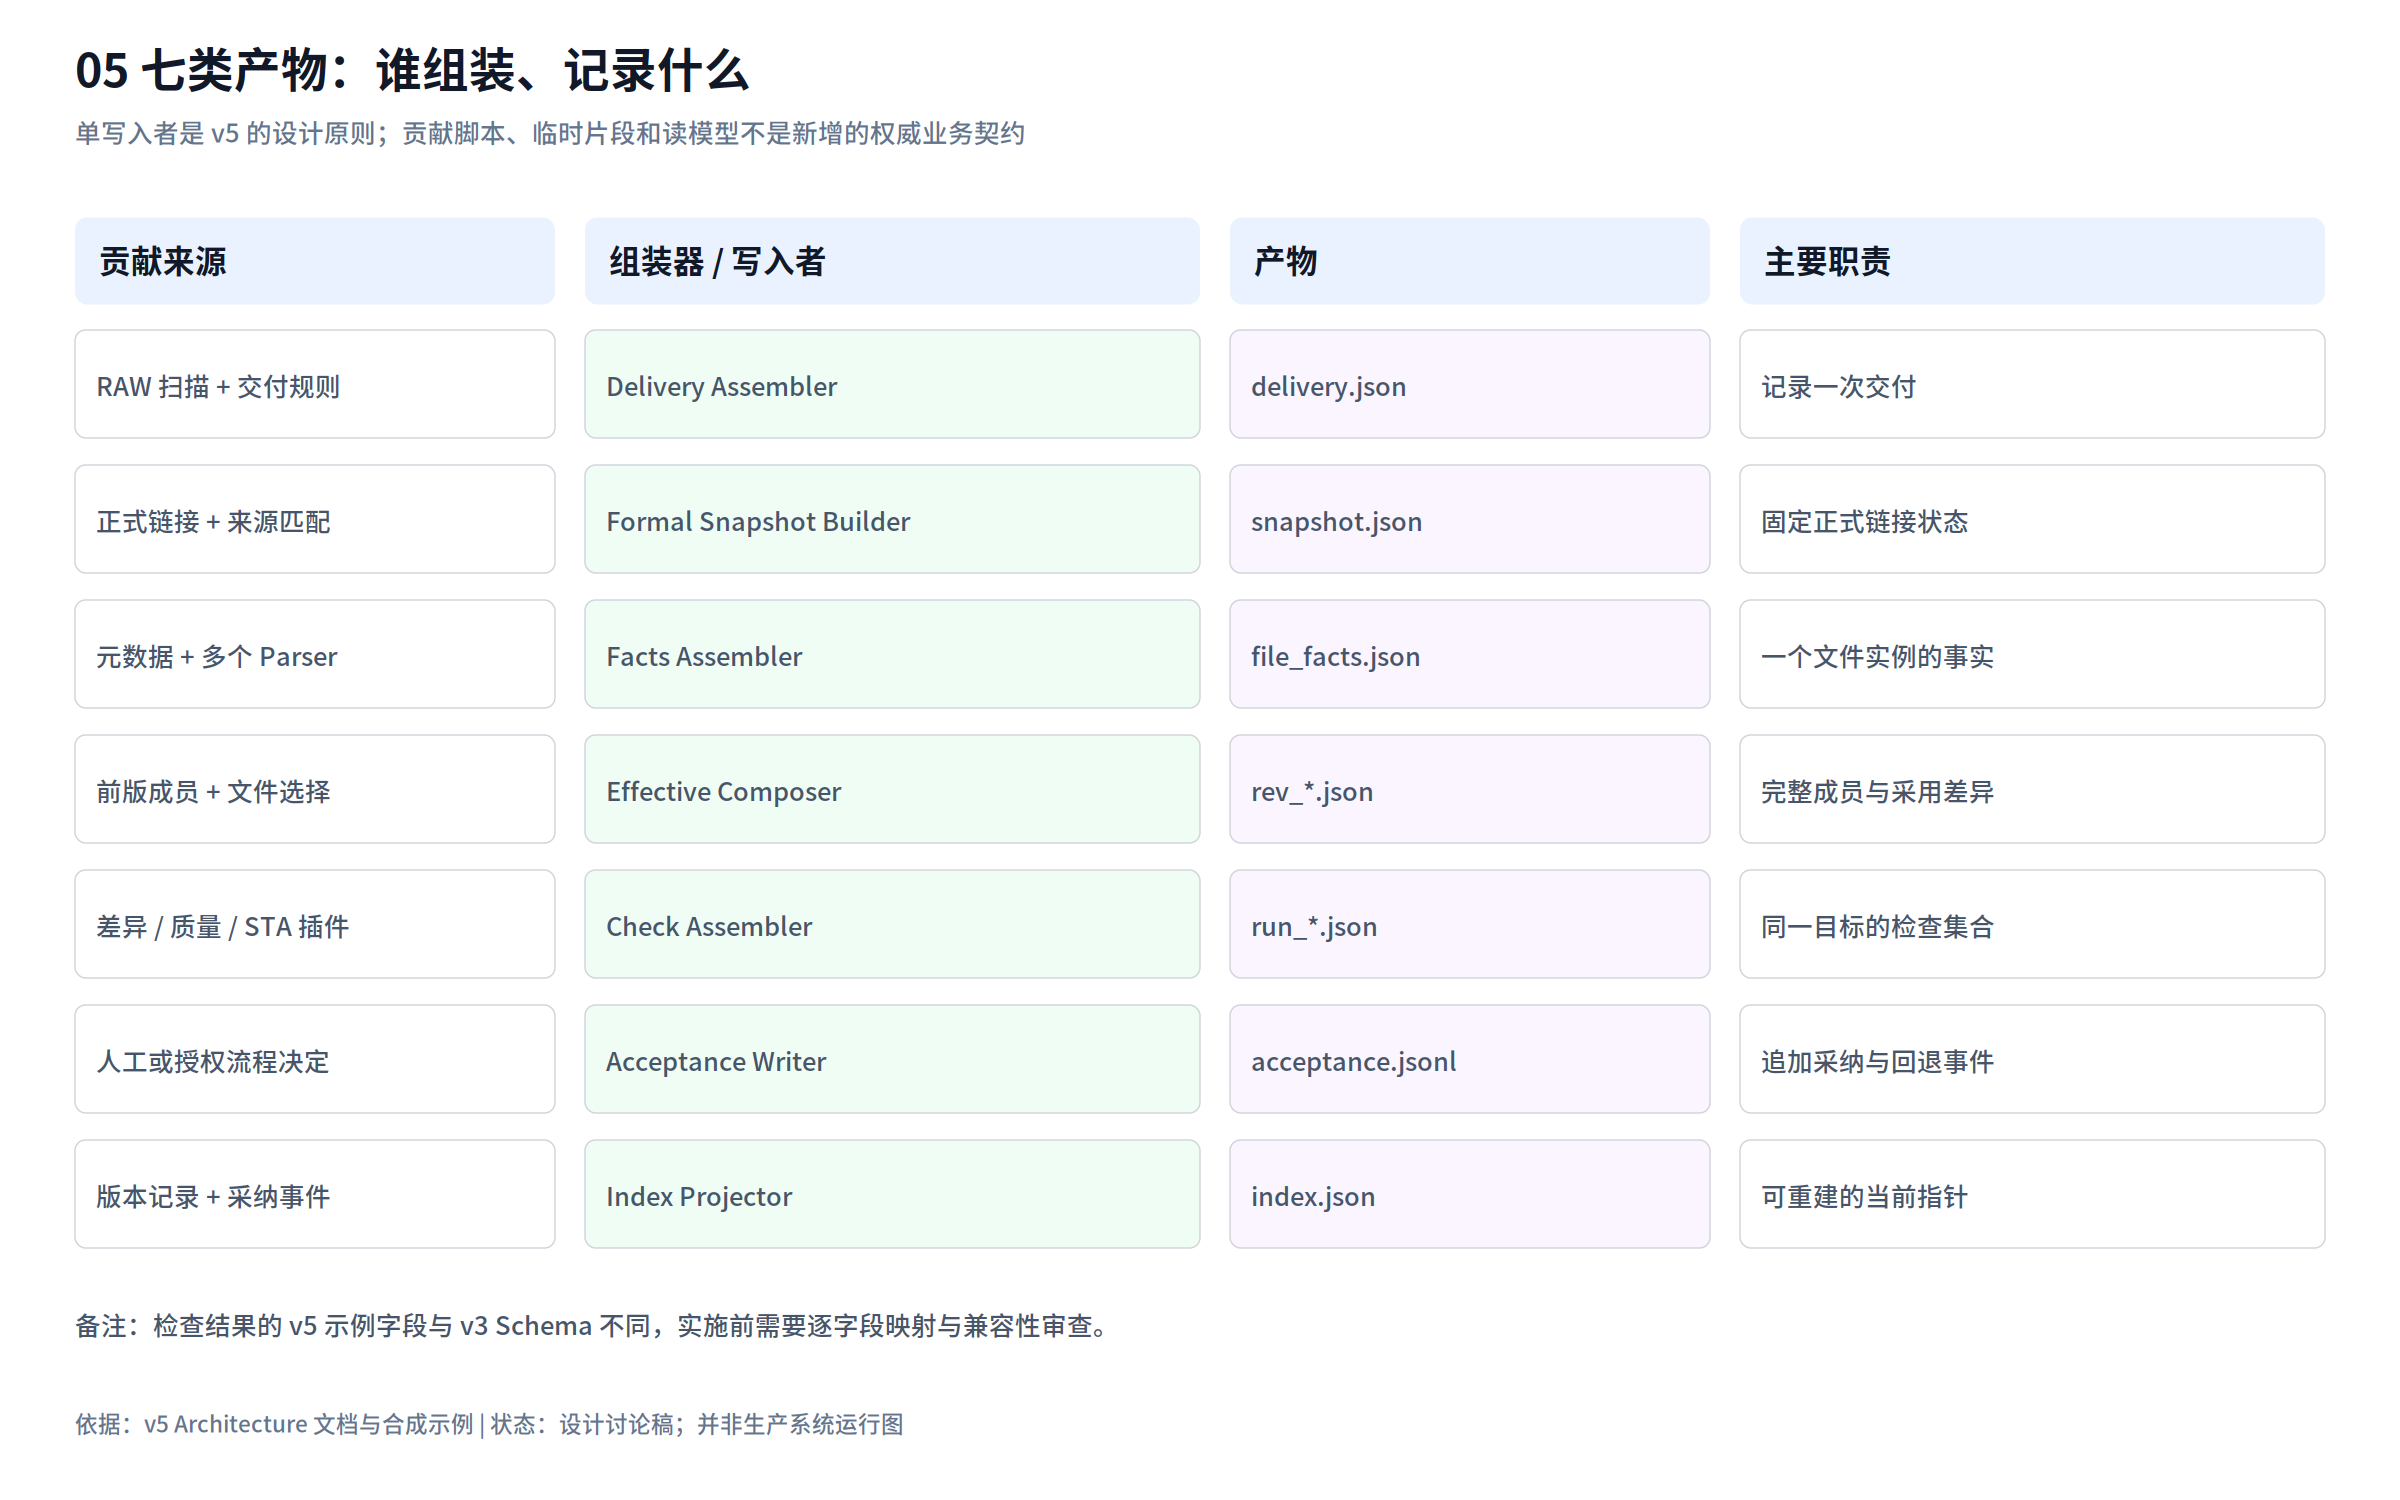 05 七类产物：谁组装、记录什么
单写入者是 v5 的设计原则；贡献脚本、临时片段和读模型不是新增的权威业务契约
贡献来源 组装器 / 写入者 产物 主要职责
RAW 扫描 + 交付规则 Delivery Assembler delivery.json 记录一次交付
正式链接 + 来源匹配 Formal Snapshot Builder snapshot.json 固定正式链接状态
元数据 + 多个 Parser Facts Assembler file_facts.json 一个文件实例的事实
前版成员 + 文件选择 Effective Composer rev_*.json 完整成员与采用差异
差异 / 质量 / STA 插件 Check Assembler run_*.json 同一目标的检查集合
人工或授权流程决定 Acceptance Writer acceptance.jsonl 追加采纳与回退事件
版本记录 + 采纳事件 Index Projector index.json 可重建的当前指针
备注：检查结果的 v5 示例字段与 v3 Schema 不同，实施前需要逐字段映射与兼容性审查。
依据：v5 Architecture 文档与合成示例 | 状态：设计讨论稿；并非生产系统运行图